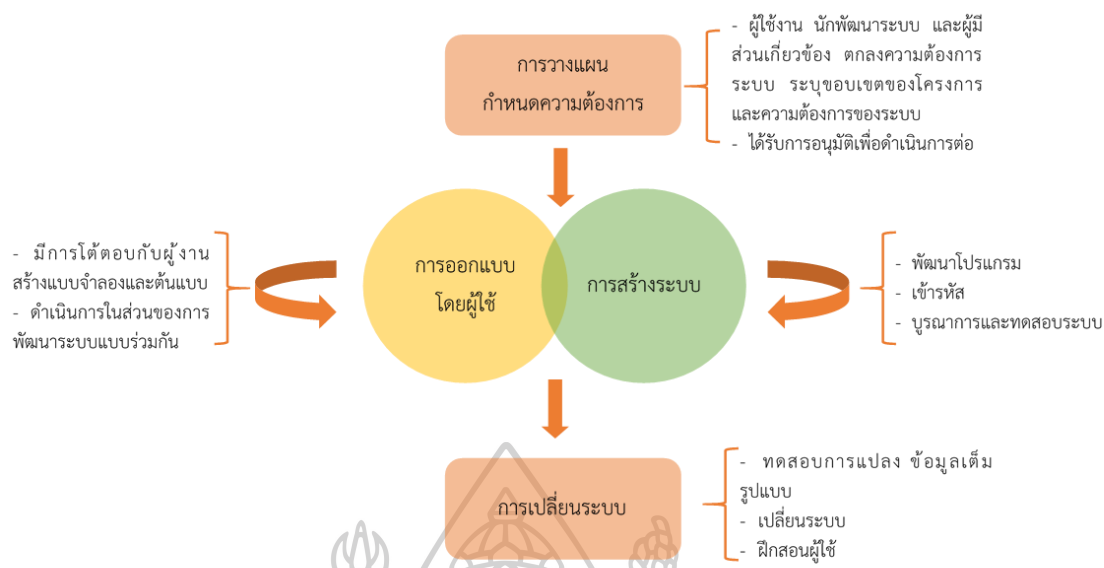 การวางแผน
กำหนดความต้องการ
- ผู้ใช้งาน นักพัฒนาระบบ และผู้มี
ส่วนเกี่ยวข้อง ตกลงความต้องการ
ระบบ ระบุขอบเขตของโครงการ
และความต้องการของระบบ
- ได้รับการอนุมัติเพื่อดำเนินการต่อ
- มีการโต้ตอบกับผู้งาน
สร้างแบบจำลองและต้นแบบ
- ดำเนินการในส่วนของการ
พัฒนาระบบแบบร่วมกัน
การออกแบบ
โดยผู้ใช้
การสร้างระบบ
- พัฒนาโปรแกรม
- เข้ารหัส
- บูรณาการและทดสอบระบบ
การเปลี่ยนระบบ
- ทดสอบการแปลง ข้อมูลเต็ม
รูปแบบ
- เปลี่ยนระบบ
- ฝึกสอนผู้ใช้